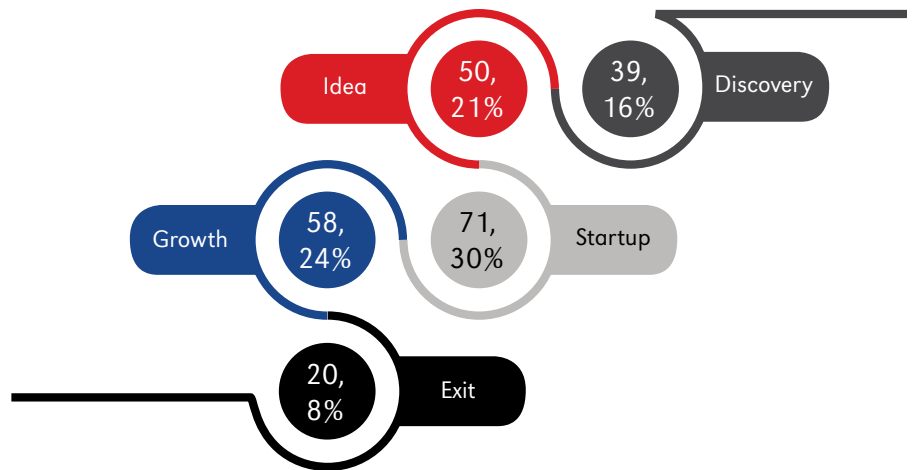 Idea
50,
21%
39,
16%
Discovery
Growth
58,
24%
71,
30%
Startup
20,
8%
Exit